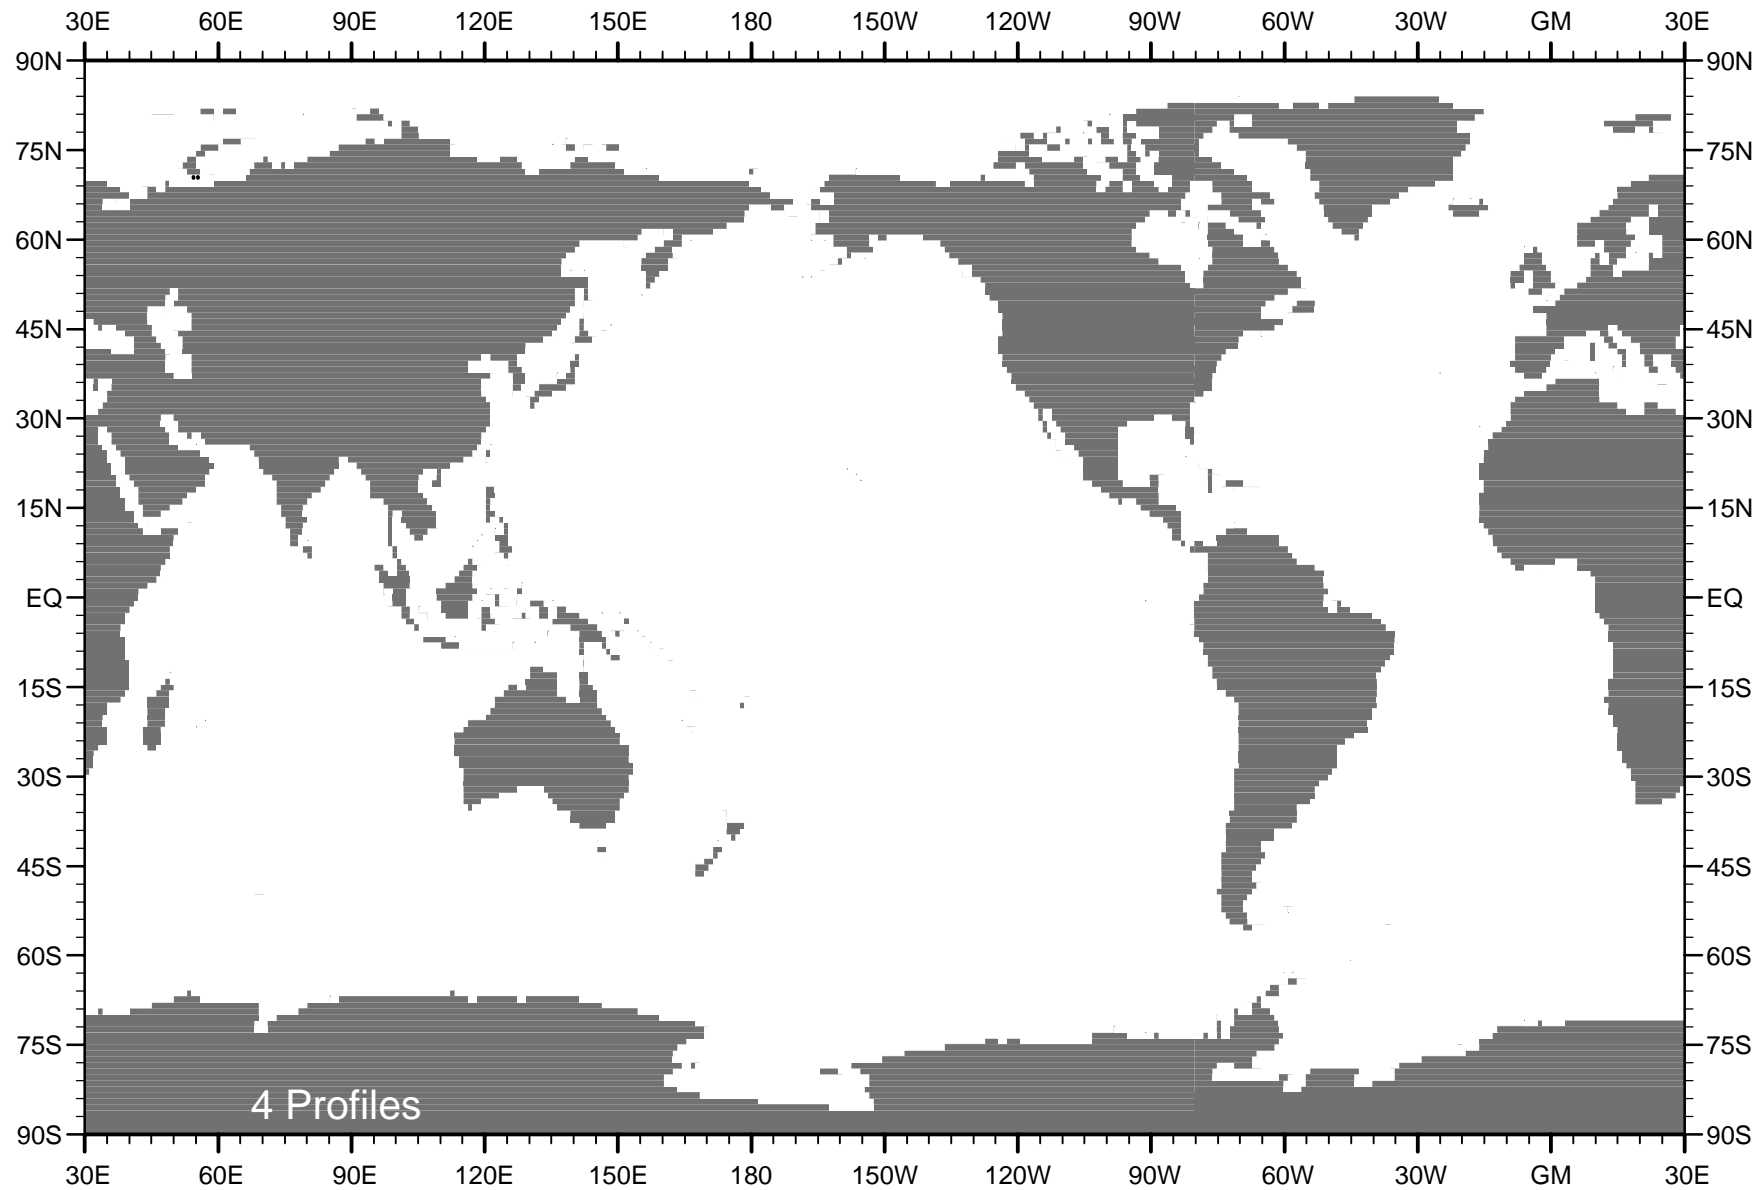 30E 60E 90E 120E 150E 180 150W 120W 90W 60W 30W GM 30E
90N 90N
75N 75N
60N 60N
45N 45N
30N 30N
15N 15N
EQ EQ
15S 15S
30S 30S
45S 45S
60S 60S
75S 75S
4 Profiles
90S 90S
30E 60E 90E 120E 150E 180 150W 120W 90W 60W 30W GM 30E